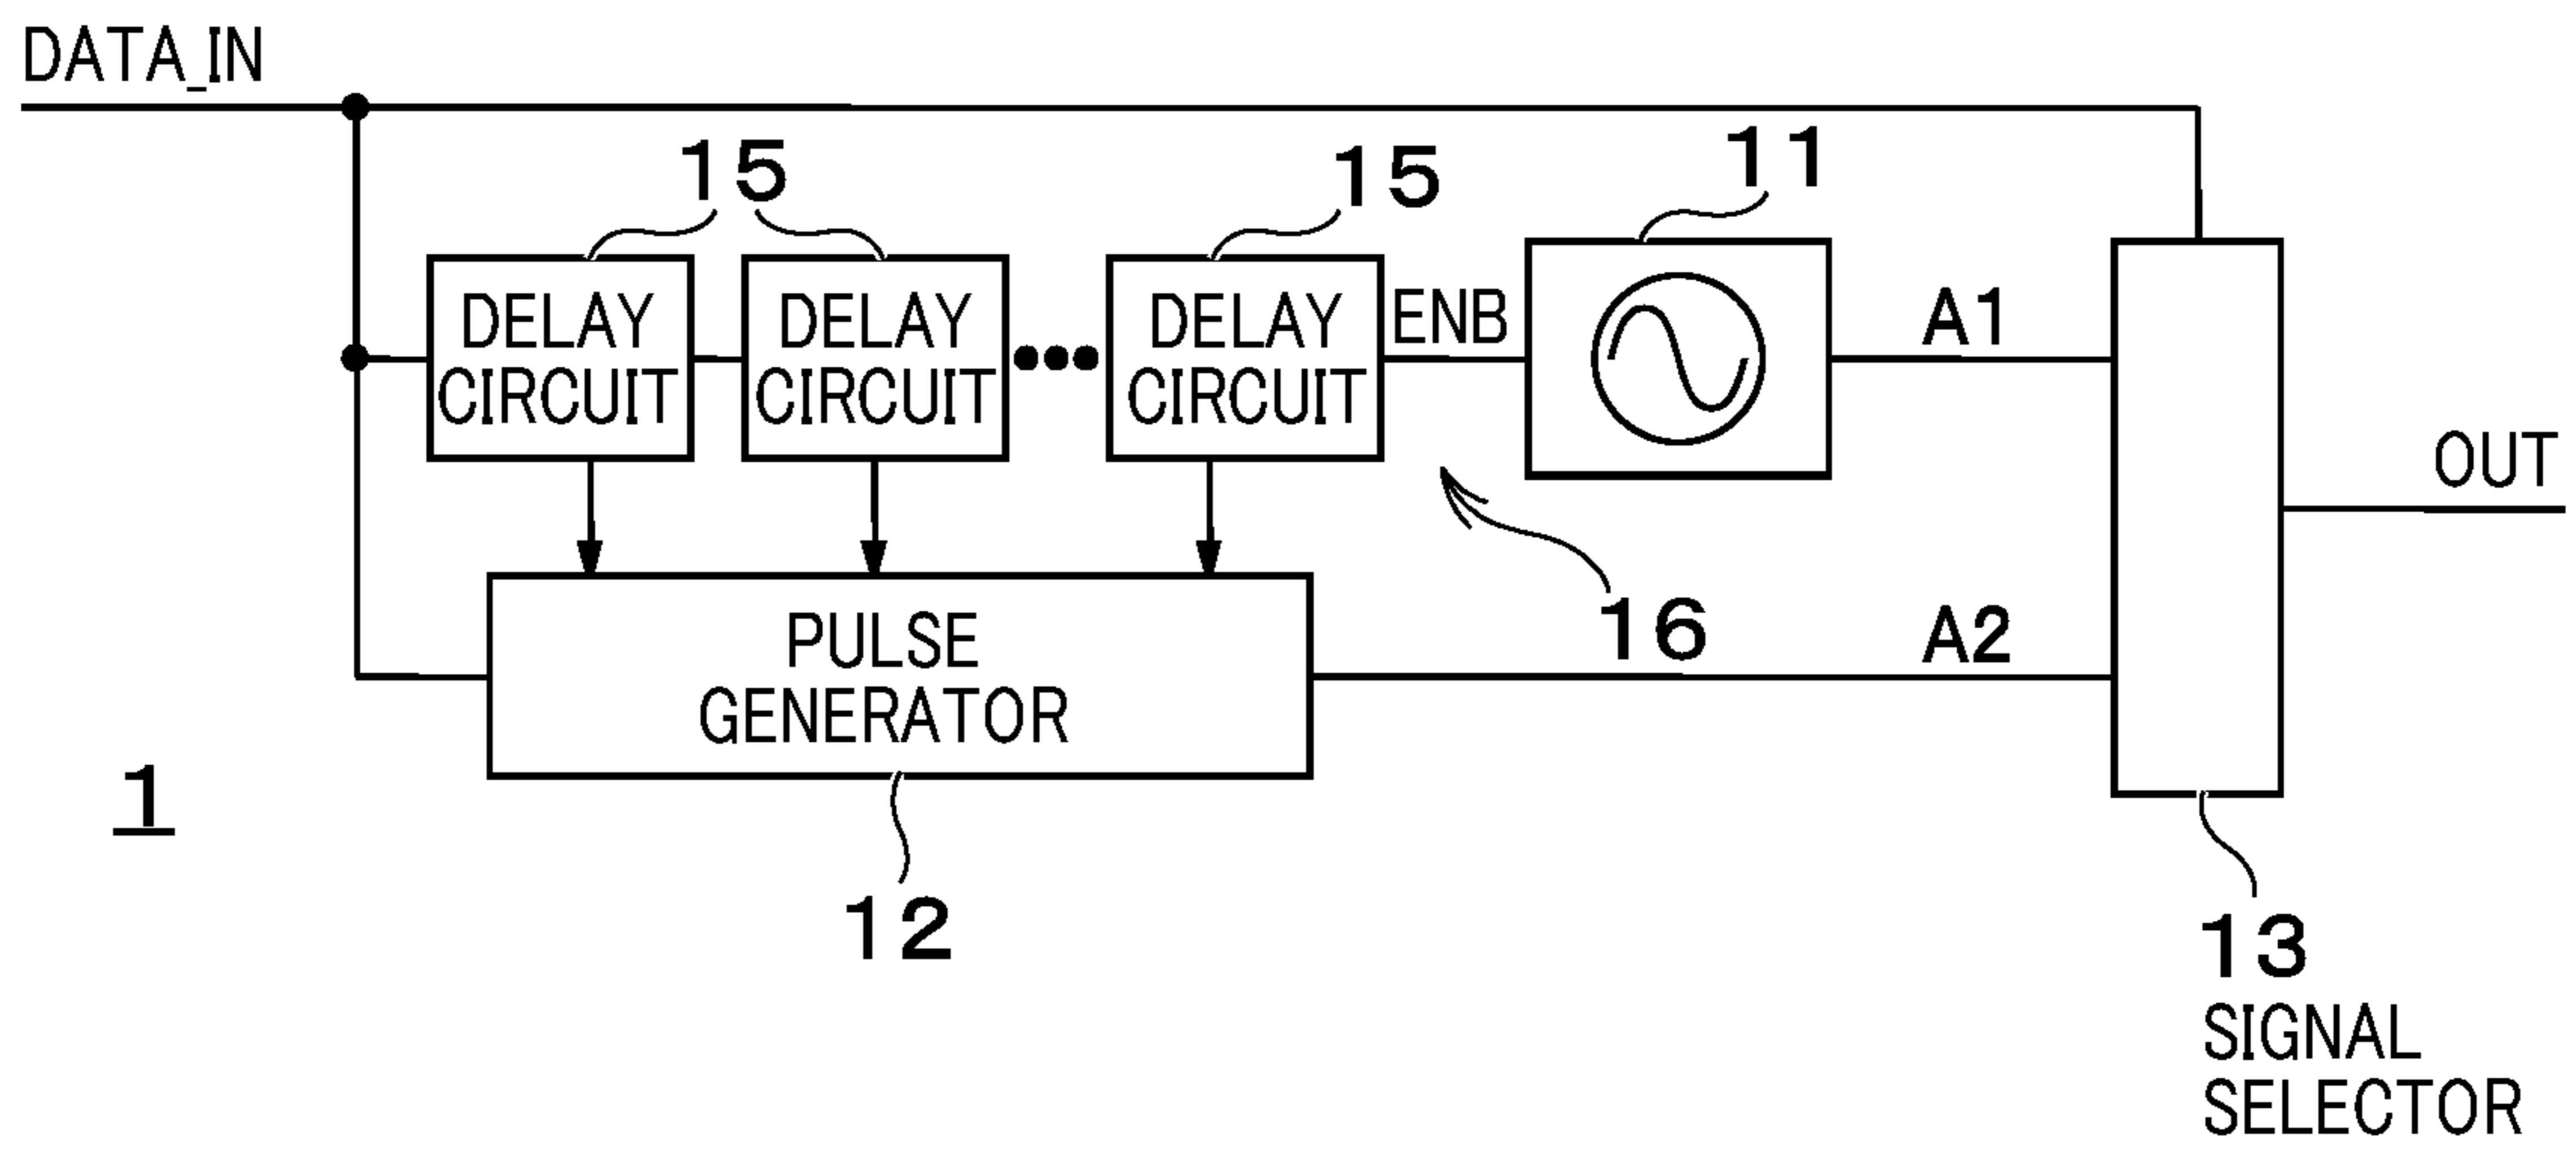 DATA_IN
15
15
11
DELAY
CIRCUIT
DELAY
CIRCUIT
DELAY
CIRCUIT
ENB
A1
OUT
16
PULSE
GENERATOR
A2
1
12
13
SIGNAL
SELECTOR